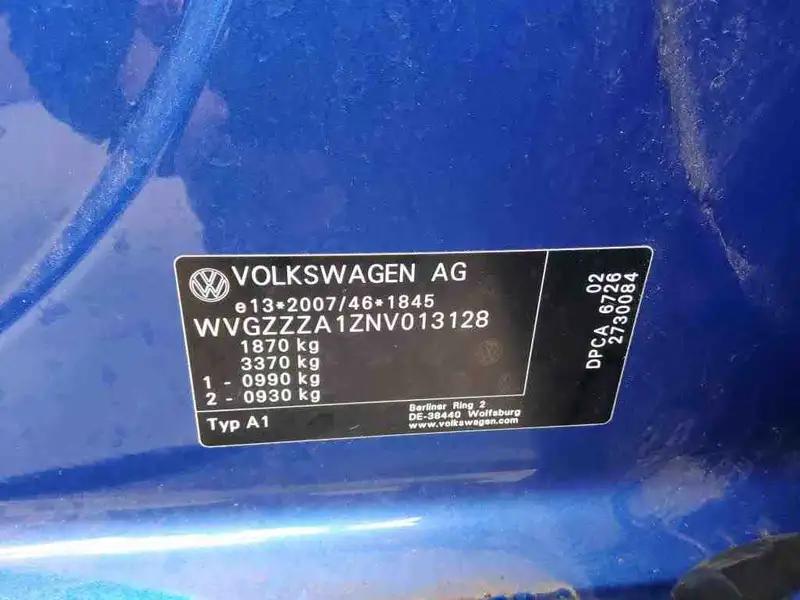 VOLKSWAGEN AG
e13*2007/46*1845
WVGZZZA1ZNV013128
1870 kg
3370 kg
1 - 0990 kg
2 - 0930 kg
Typ A1
Berliner Ring 2
DE-38440 Wolfsburg
www.volkswagen.com
DPCA 6726 02
2730084